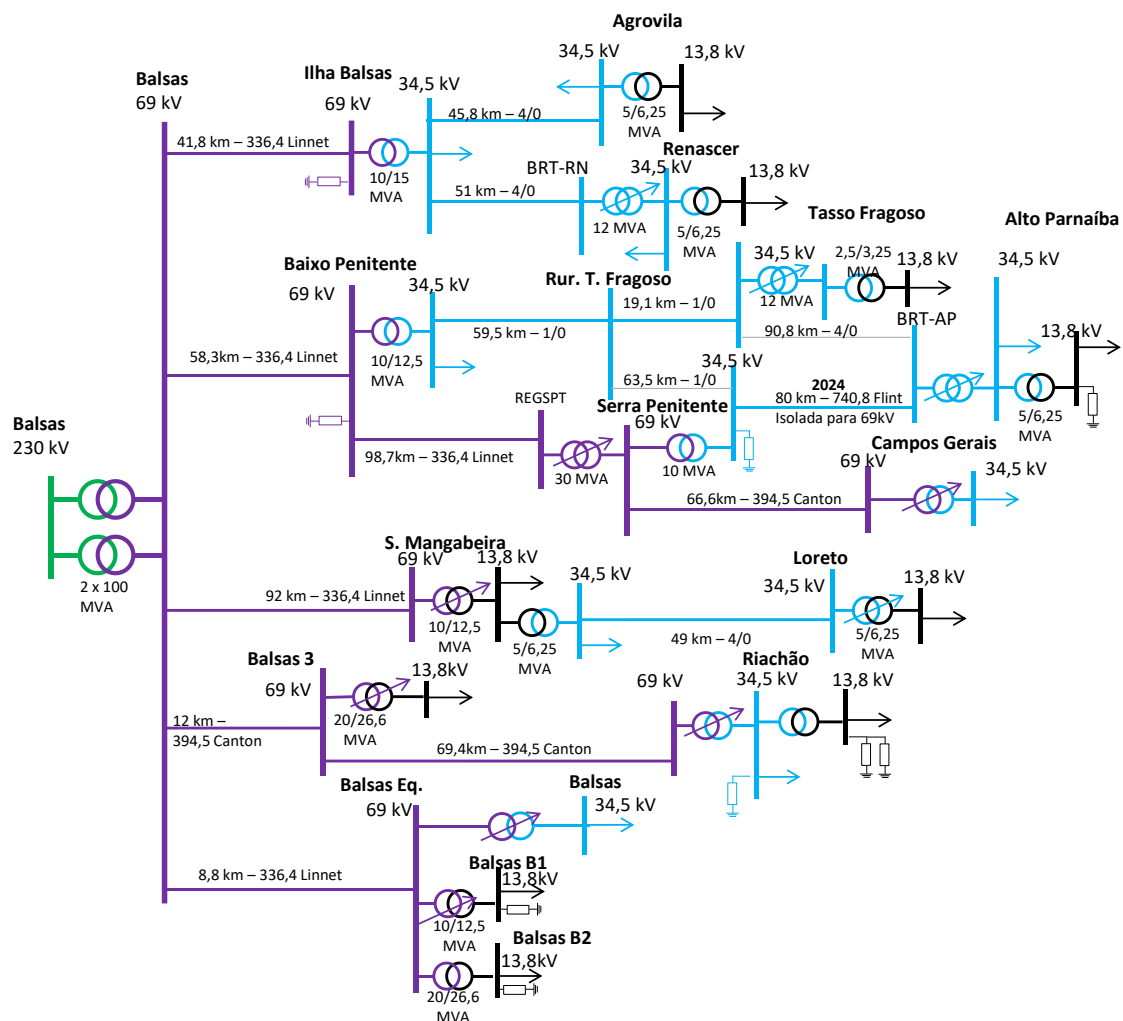 Agrovila
34,5 kV
13,8 kV
5/6,25
MVA
Balsas
69 kV
Ilha Balsas
69 kV
34,5 kV
41,8 km – 336,4 Linnet
10/15
MVA
45,8 km – 4/0
51 km – 4/0
BRT-RN
12 MVA
Renascer
34,5 kV
13,8 kV
5/6,25
MVA
Tasso Fragoso
34,5 kV
12 MVA
2,5/3,25
MVA
13,8 kV
Alto Parnaíba
34,5 kV
13,8 kV
BRT-AP
5/6,25
MVA
Baixo Penitente
69 kV
34,5 kV
10/12,5
MVA
58,3km – 336,4 Linnet
Rur. T. Fragoso
59,5 km – 1/0
19,1 km – 1/0
90,8 km – 4/0
63,5 km – 1/0
34,5 kV
2024
80 km – 740,8 Flint
Isolada para 69kV
REGSPT
98,7km – 336,4 Linnet
30 MVA
Serra Penitente
69 kV
10 MVA
66,6km – 394,5 Canton
Campos Gerais
69 kV
34,5 kV
Balsas
230 kV
2 x 100
MVA
S. Mangabeira
69 kV
13,8 kV
92 km – 336,4 Linnet
10/12,5
MVA
5/6,25
MVA
34,5 kV
49 km – 4/0
Loreto
34,5 kV
13,8 kV
5/6,25
MVA
Balsas 3
69 kV
13,8kV
12 km –
394,5 Canton
20/26,6
MVA
69,4km – 394,5 Canton
Riachão
69 kV
34,5 kV
13,8 kV
Balsas Eq.
69 kV
Balsas
34,5 kV
8,8 km – 336,4 Linnet
Balsas B1
13,8kV
10/12,5
MVA
Balsas B2
13,8kV
20/26,6
MVA